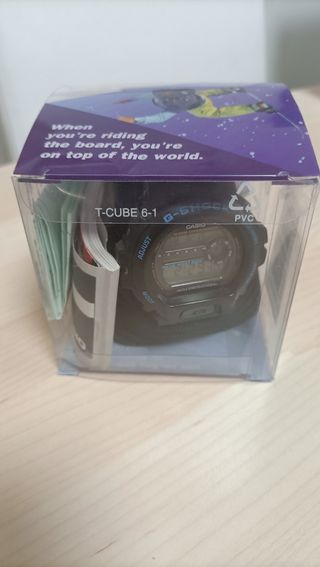 When
you're riding
the board, you're
on top of the world.
T-CUBE 6-1
PVC
G-SHOCK
CASIO
ADJUST
MODE